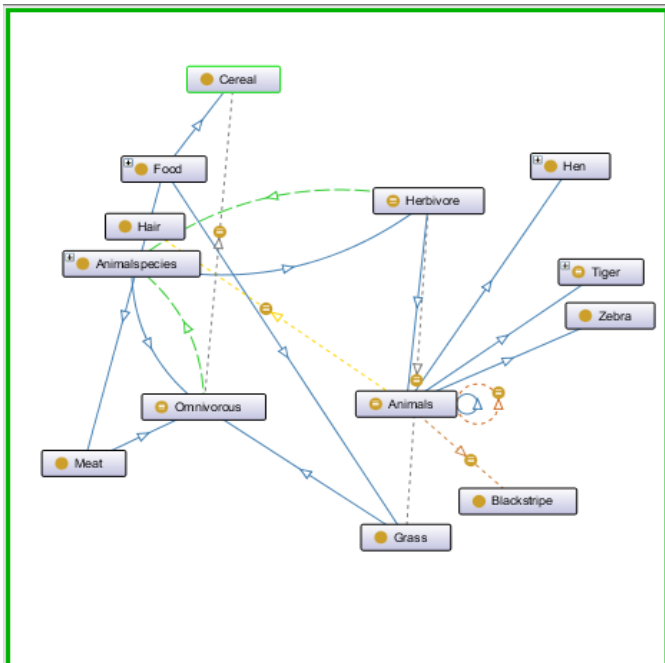 Cereal
Food
Hen
Herbivore
Hair
Animalspecies
Tiger
Zebra
Omnivorous
Animals
Meat
Blackstripe
Grass